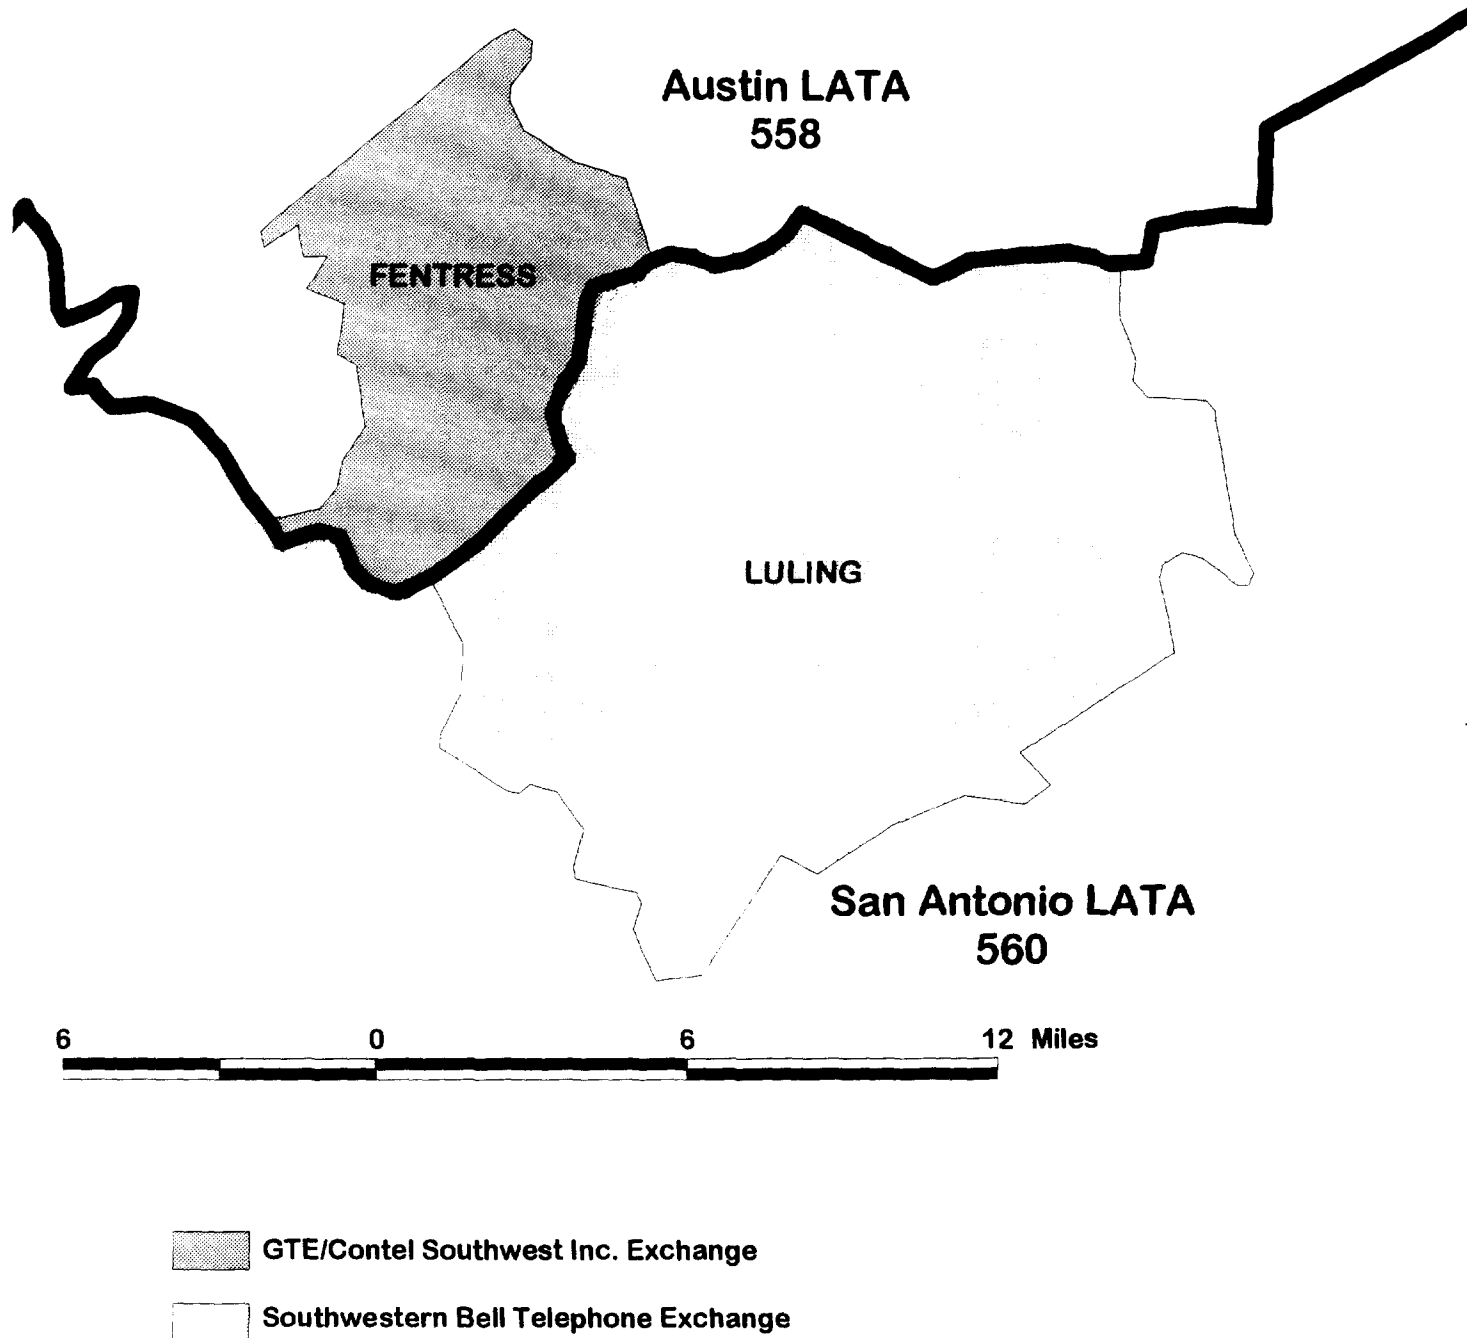 Austin LATA
558
FENTRESS
LULING
San Antonio LATA
560
6 0 6 12 Miles
GTE/Contel Southwest Inc. Exchange
Southwestern Bell Telephone Exchange